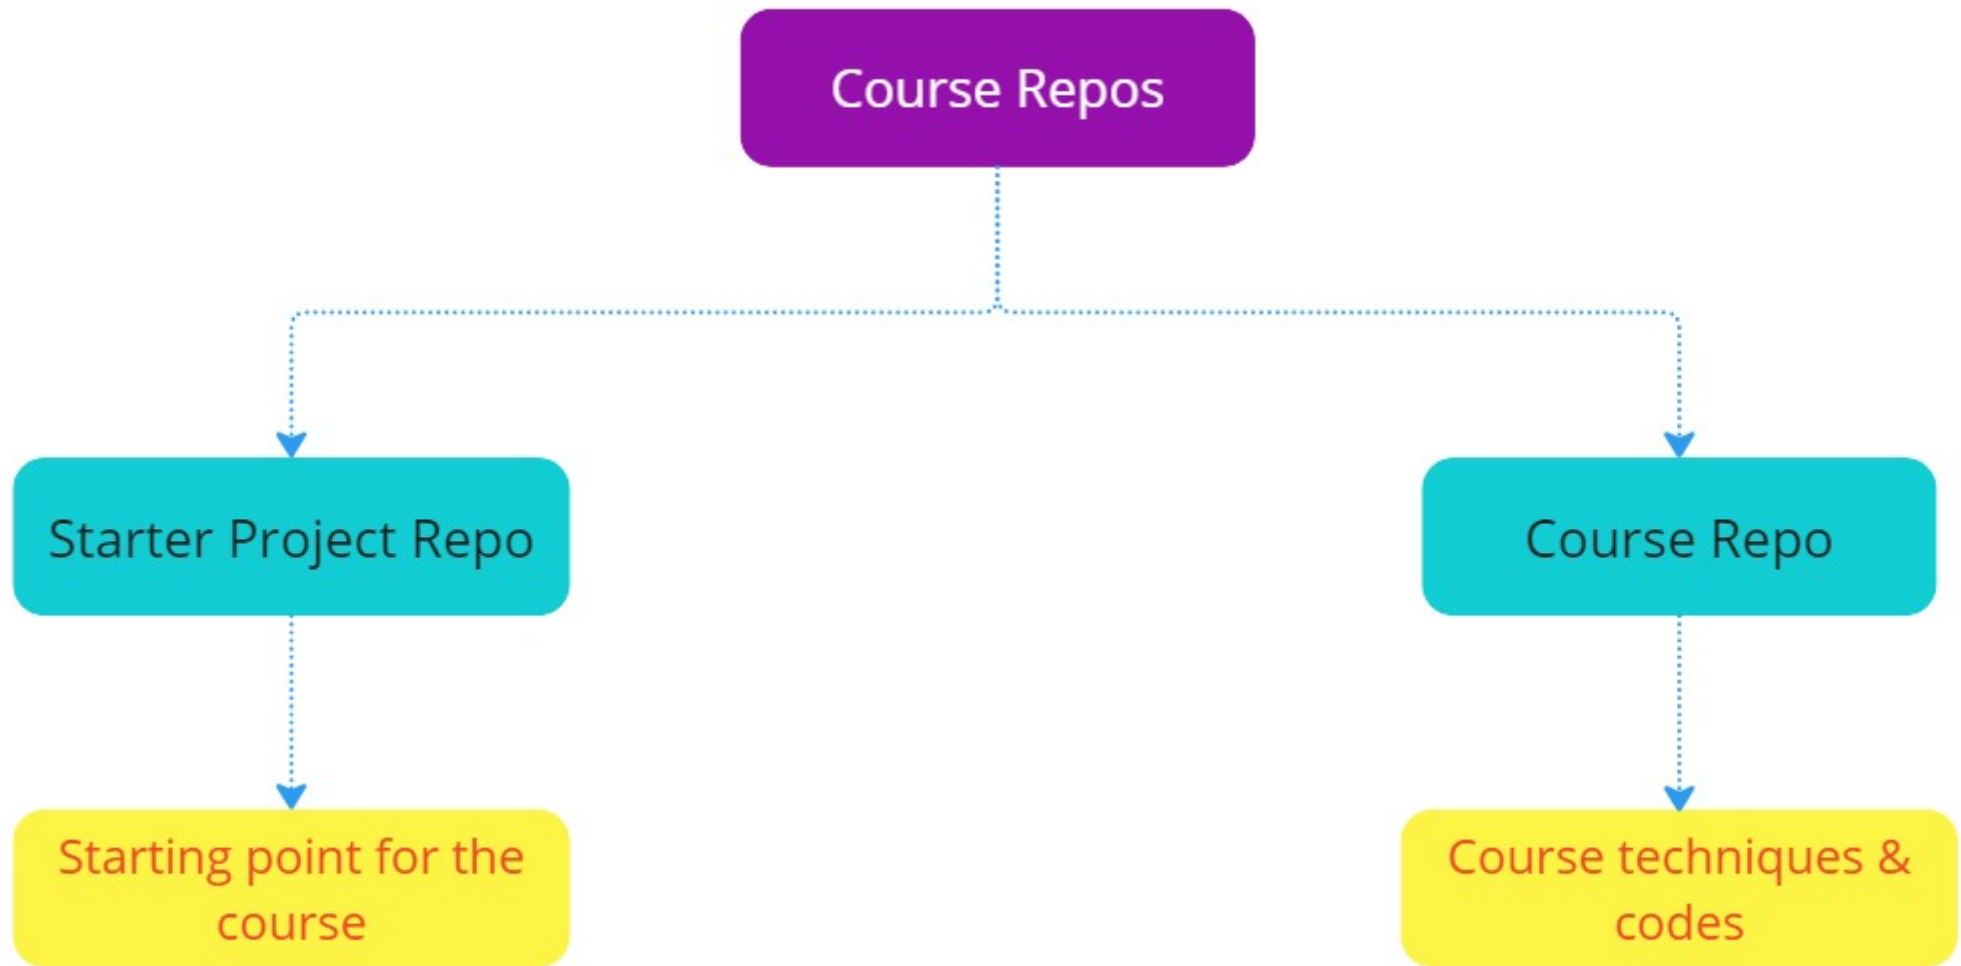 Course Repos
Starter Project Repo
Course Repo
Starting point for the
course
Course techniques &
codes